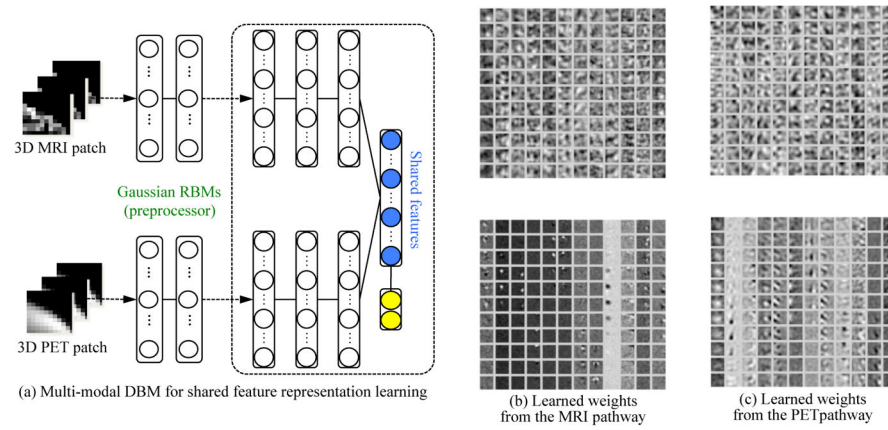 3D MRI patch
Gaussian RBMs
(preprocessor)
Shared features
3D PET patch
(a) Multi-modal DBM for shared feature representation learning
(b) Learned weights
from the MRI pathway
(c) Learned weights
from the PETpathway